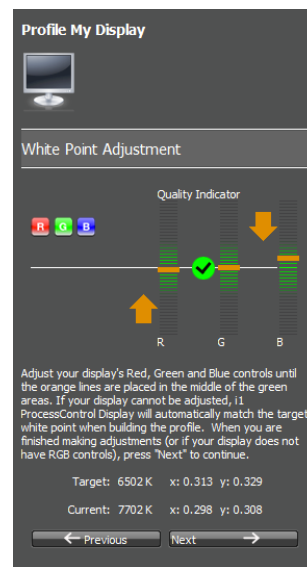 Profile My Display
White Point Adjustment
Quality Indicator
R G B
R G B
Adjust your display's Red, Green and Blue controls until
the orange lines are placed in the middle of the green
areas. If your display cannot be adjusted, i1
ProcessControl Display will automatically match the target
white point when building the profile. When you are
finished making adjustments (or if your display does not
have RGB controls), press "Next" to continue.
Target: 6502 K x: 0.313 y: 0.329
Current: 7702 K x: 0.298 y: 0.308
Previous Next